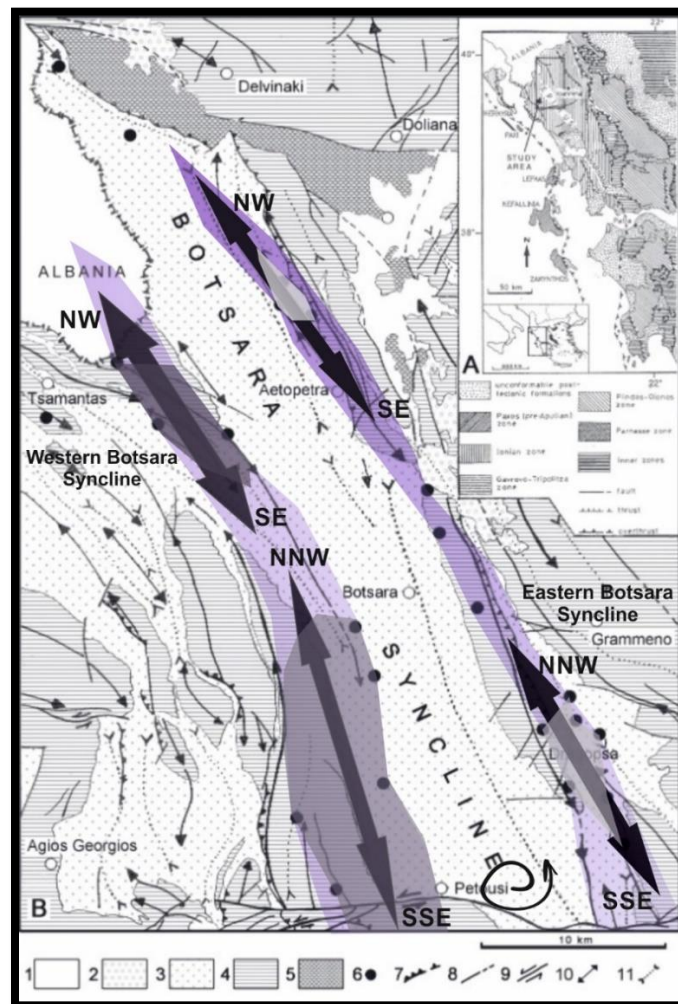 Delvinaki
Doliana
NW
BOTSARA
ALBANIA
NW
Aetopetra
SE
Tsamantas
Western Botsara
Syncline
SE
NNW
Botsara
SYNCLINE
Eastern Botsara
Syncline
Grammeno
NNW
Agios Georgios
Petousi
SSE
SSE
B
10 km
ALBANIA
STUDY
AREA
LEFKAS
KEFALLINIA
ZAKYNTHOS
N
50 km
A
unconformable post-
tectonic formations
Paxos (pre-Apulian)
zone
Ionian zone
Gavrovo-Tripolitza
zone
Pindos-Olonos
zone
Parnasse zone
Inner zones
fault
thrust
overthrust
1 2 3 4 5 6 7 8 9 10 11